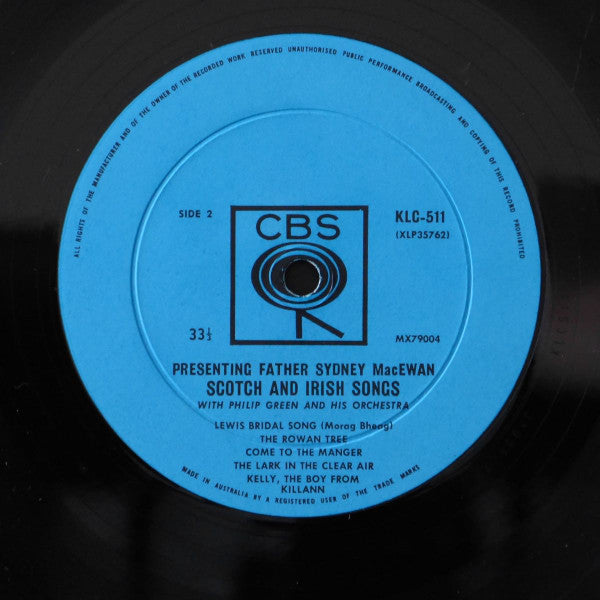 ALL RIGHTS OF THE MANUFACTURER AND OF THE OWNER OF THE RECORDED WORK RESERVED UNAUTHORISED PUBLIC PERFORMANCE BROADCASTING AND COPYING OF THIS RECORD PROHIBITED
SIDE 2
CBS
KLC-511
(XLP35762)
33⅓
MX79004
PRESENTING FATHER SYDNEY MacEWAN
SCOTCH AND IRISH SONGS
WITH PHILIP GREEN AND HIS ORCHESTRA
LEWIS BRIDAL SONG (Morag Bheag)
THE ROWAN TREE
COME TO THE MANGER
THE LARK IN THE CLEAR AIR
KELLY, THE BOY FROM
KILLANN
MADE IN AUSTRALIA BY A REGISTERED USER OF THE TRADE MARKS